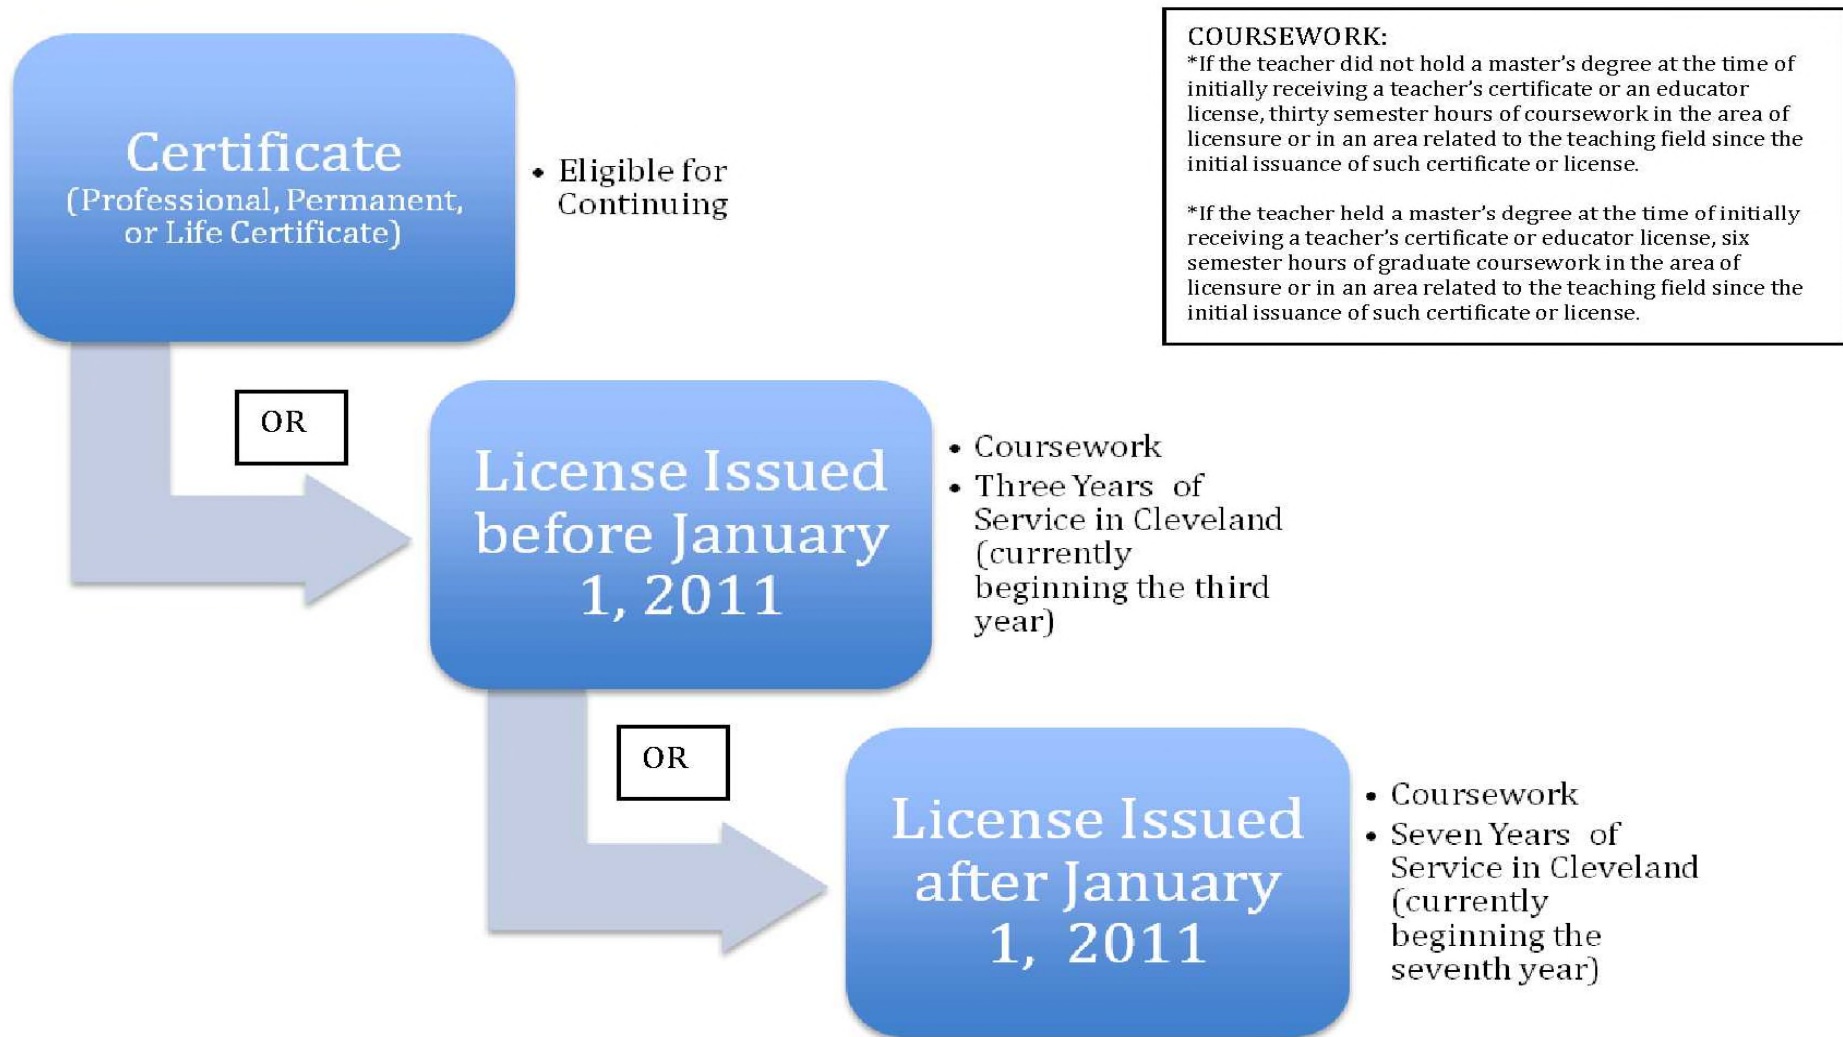 Certificate
(Professional, Permanent,
or Life Certificate)
• Eligible for
Continuing
COURSEWORK:
*If the teacher did not hold a master's degree at the time of
initially receiving a teacher's certificate or an educator
license, thirty semester hours of coursework in the area of
licensure or in an area related to the teaching field since the
initial issuance of such certificate or license.
*If the teacher held a master's degree at the time of initially
receiving a teacher's certificate or educator license, six
semester hours of graduate coursework in the area of
licensure or in an area related to the teaching field since the
initial issuance of such certificate or license.
OR
License Issued
before January
1, 2011
• Coursework
• Three Years of
Service in Cleveland
(currently
beginning the third
year)
OR
License Issued
after January
1, 2011
• Coursework
• Seven Years of
Service in Cleveland
(currently
beginning the
seventh year)